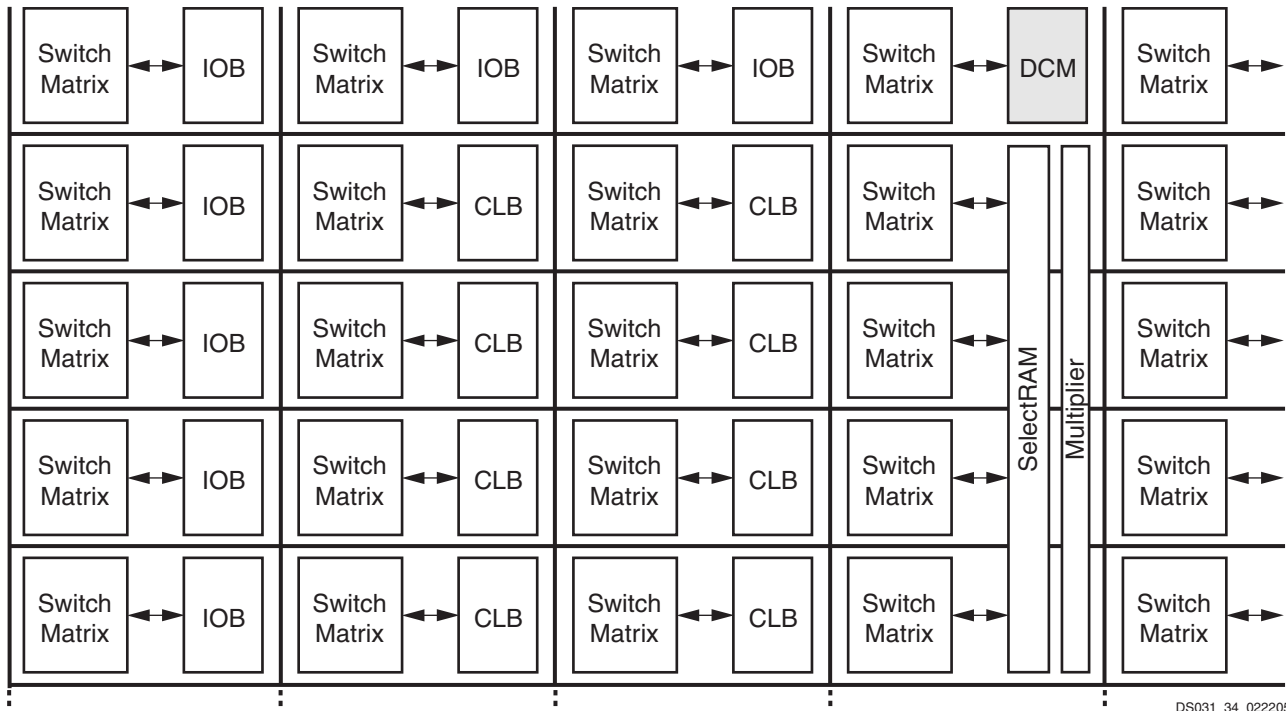 Switch
Matrix
IOB
Switch
Matrix
IOB
Switch
Matrix
IOB
Switch
Matrix
DCM
Switch
Matrix
Switch
Matrix
IOB
Switch
Matrix
CLB
Switch
Matrix
CLB
Switch
Matrix
Switch
Matrix
Switch
Matrix
IOB
Switch
Matrix
CLB
Switch
Matrix
CLB
Switch
Matrix
SelectRAM
Multiplier
Switch
Matrix
Switch
Matrix
IOB
Switch
Matrix
CLB
Switch
Matrix
CLB
Switch
Matrix
Switch
Matrix
Switch
Matrix
IOB
Switch
Matrix
CLB
Switch
Matrix
CLB
Switch
Matrix
Switch
Matrix